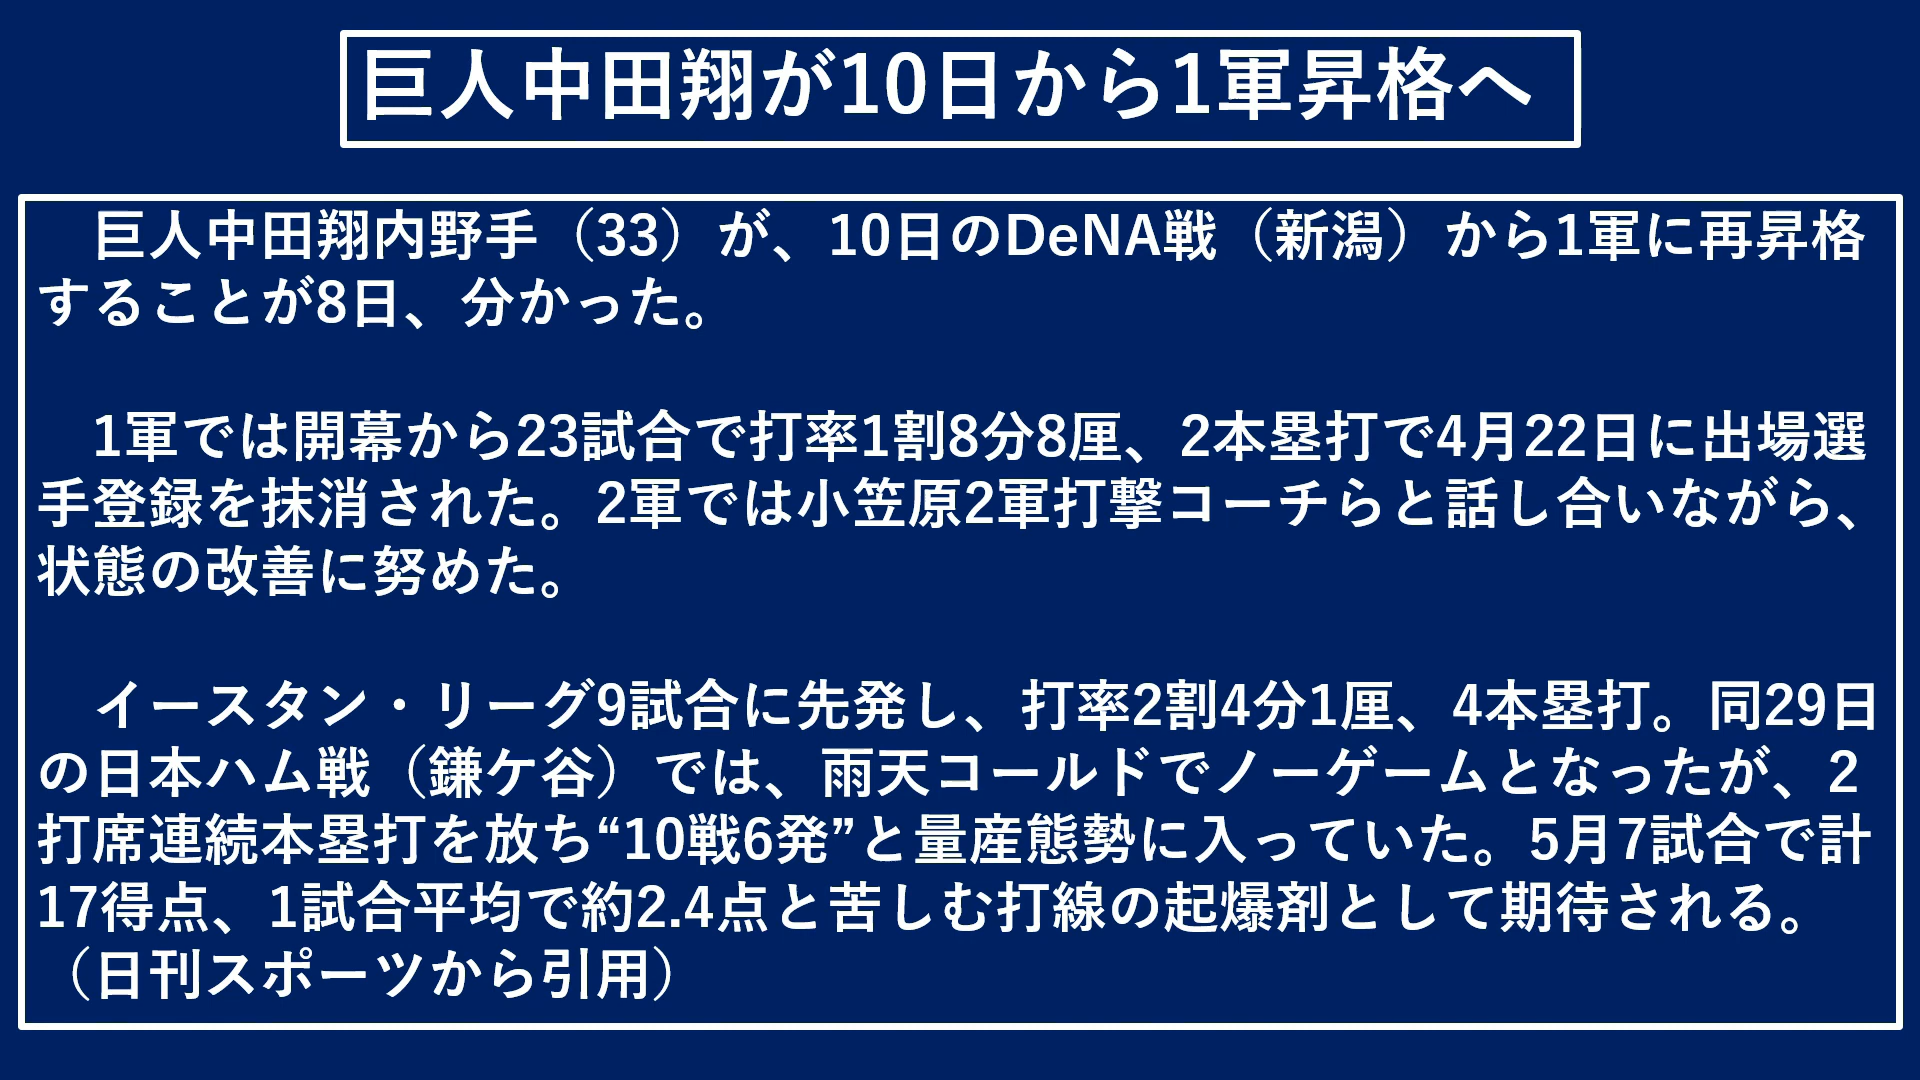 巨人中田翔が10日から1軍昇格へ
巨人中田翔内野手（33）が、10日のDeNA戦（新潟）から1軍に再昇格
することが8日、分かった。
1軍では開幕から23試合で打率1割8分8厘、2本塁打で4月22日に出場選
手登録を抹消された。2軍では小笠原2軍打撃コーチらと話し合いながら、
状態の改善に努めた。
イースタン・リーグ9試合に先発し、打率2割4分1厘、4本塁打。同29日
の日本ハム戦（鎌ケ谷）では、雨天コールドでノーゲームとなったが、2
打席連続本塁打を放ち“10戦6発”と量産態勢に入っていた。5月7試合で計
17得点、1試合平均で約2.4点と苦しむ打線の起爆剤として期待される。
（日刊スポーツから引用）